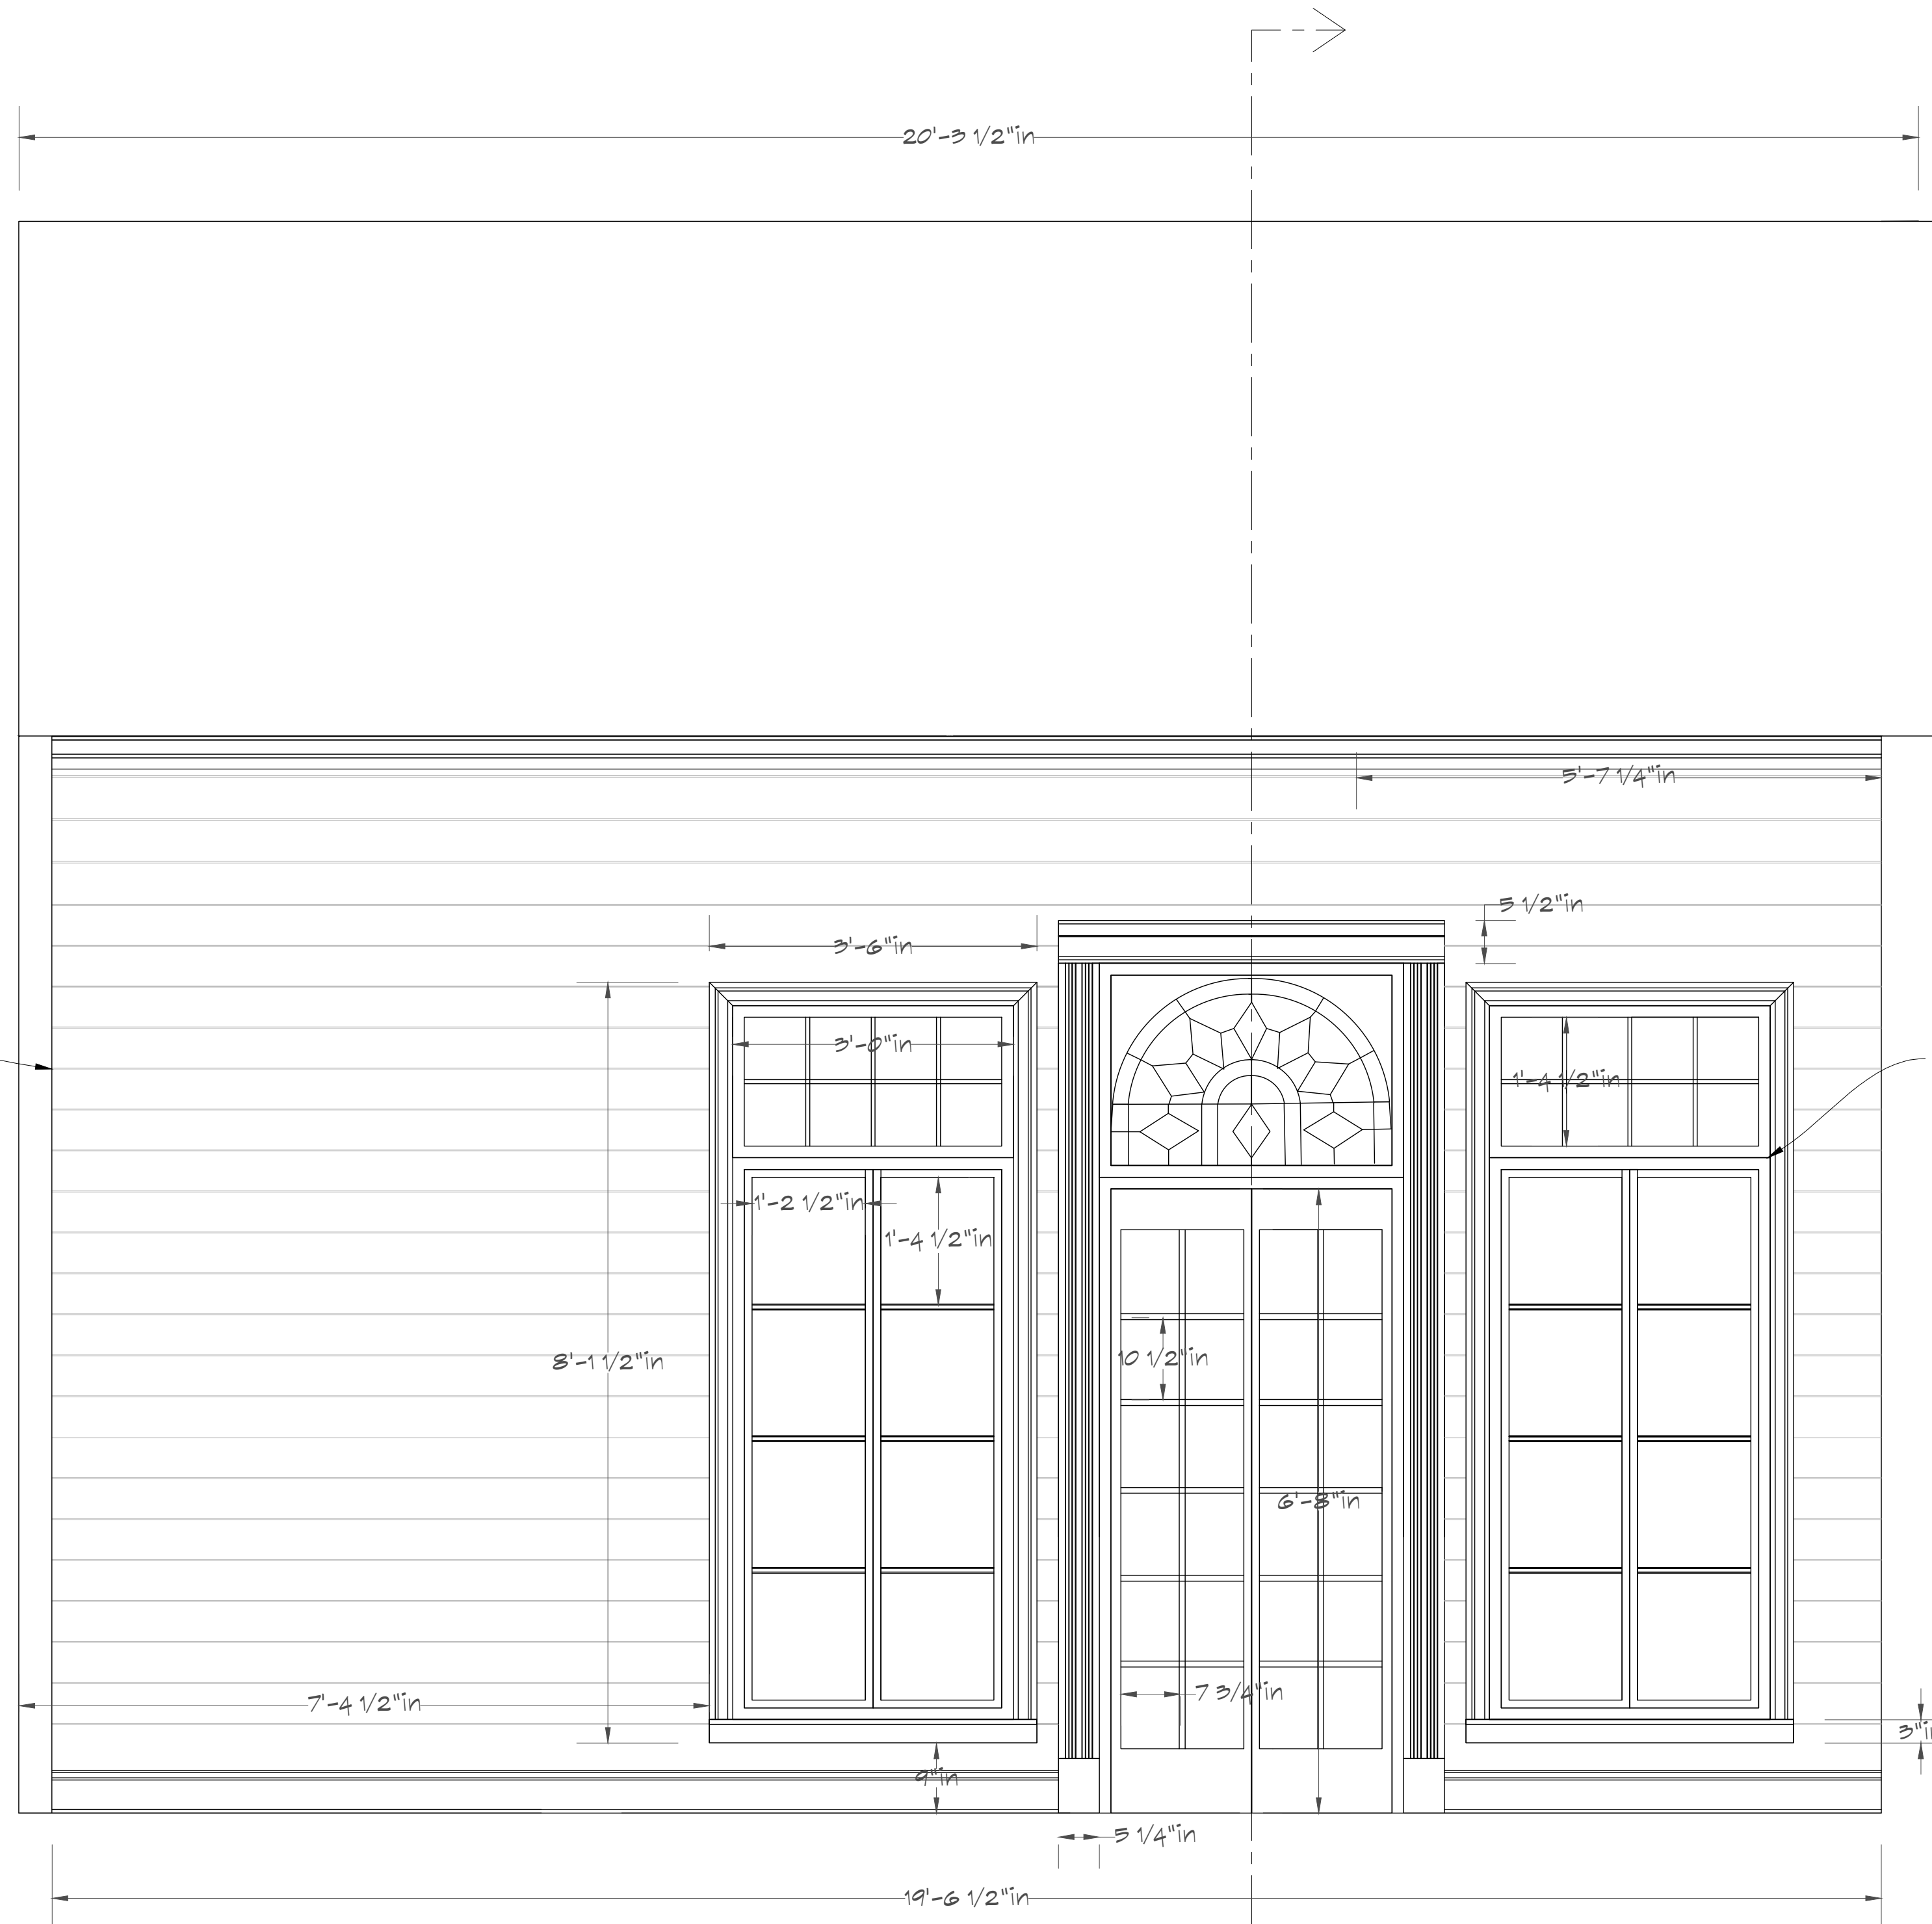 20'-3 1/2"in
5'-7 1/4"in
5 1/2"in
3'-6"in
3'-0"in
1'-4 1/2"in
1'-2 1/2"in
1'-4 1/2"in
8'-1 1/2"in
10 1/2"in
6'-8"in
7 3/4"in
7'-4 1/2"in
3"in
9"in
5 1/4"in
19'-6 1/2"in